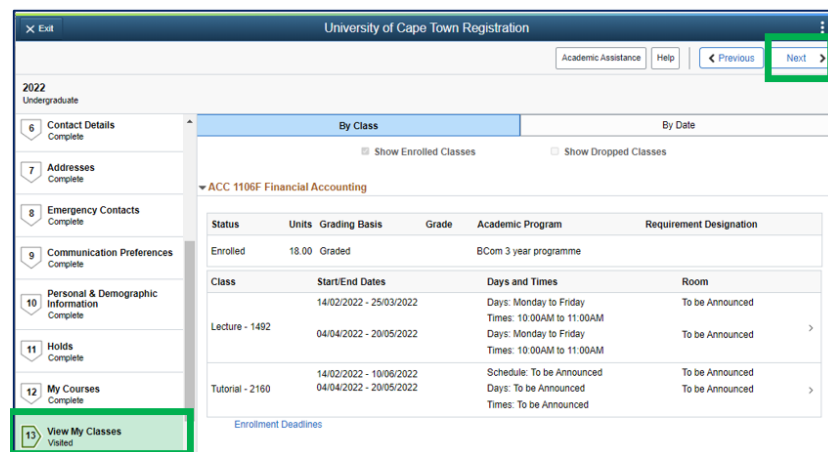 Exit
University of Cape Town Registration
Academic Assistance
Help
Previous
Next
2022
Undergraduate
6
Contact Details
Complete
7
Addresses
Complete
8
Emergency Contacts
Complete
9
Communication Preferences
Complete
10
Personal & Demographic
Information
Complete
11
Holds
Complete
12
My Courses
Complete
13
View My Classes
Visited
By Class
By Date
Show Enrolled Classes
Show Dropped Classes
ACC 1106F Financial Accounting
Status Units Grading Basis Grade Academic Program Requirement Designation
Enrolled 18.00 Graded BCom 3 year programme
Class Start/End Dates Days and Times Room
Lecture - 1492
14/02/2022 - 25/03/2022 Days: Monday to Friday To be Announced
Times: 10:00AM to 11:00AM
04/04/2022 - 20/05/2022 Days: Monday to Friday To be Announced
Times: 10:00AM to 11:00AM
Tutorial - 2160
14/02/2022 - 10/06/2022 Schedule: To be Announced To be Announced
04/04/2022 - 20/05/2022 Days: To be Announced To be Announced
Times: To be Announced
Enrollment Deadlines